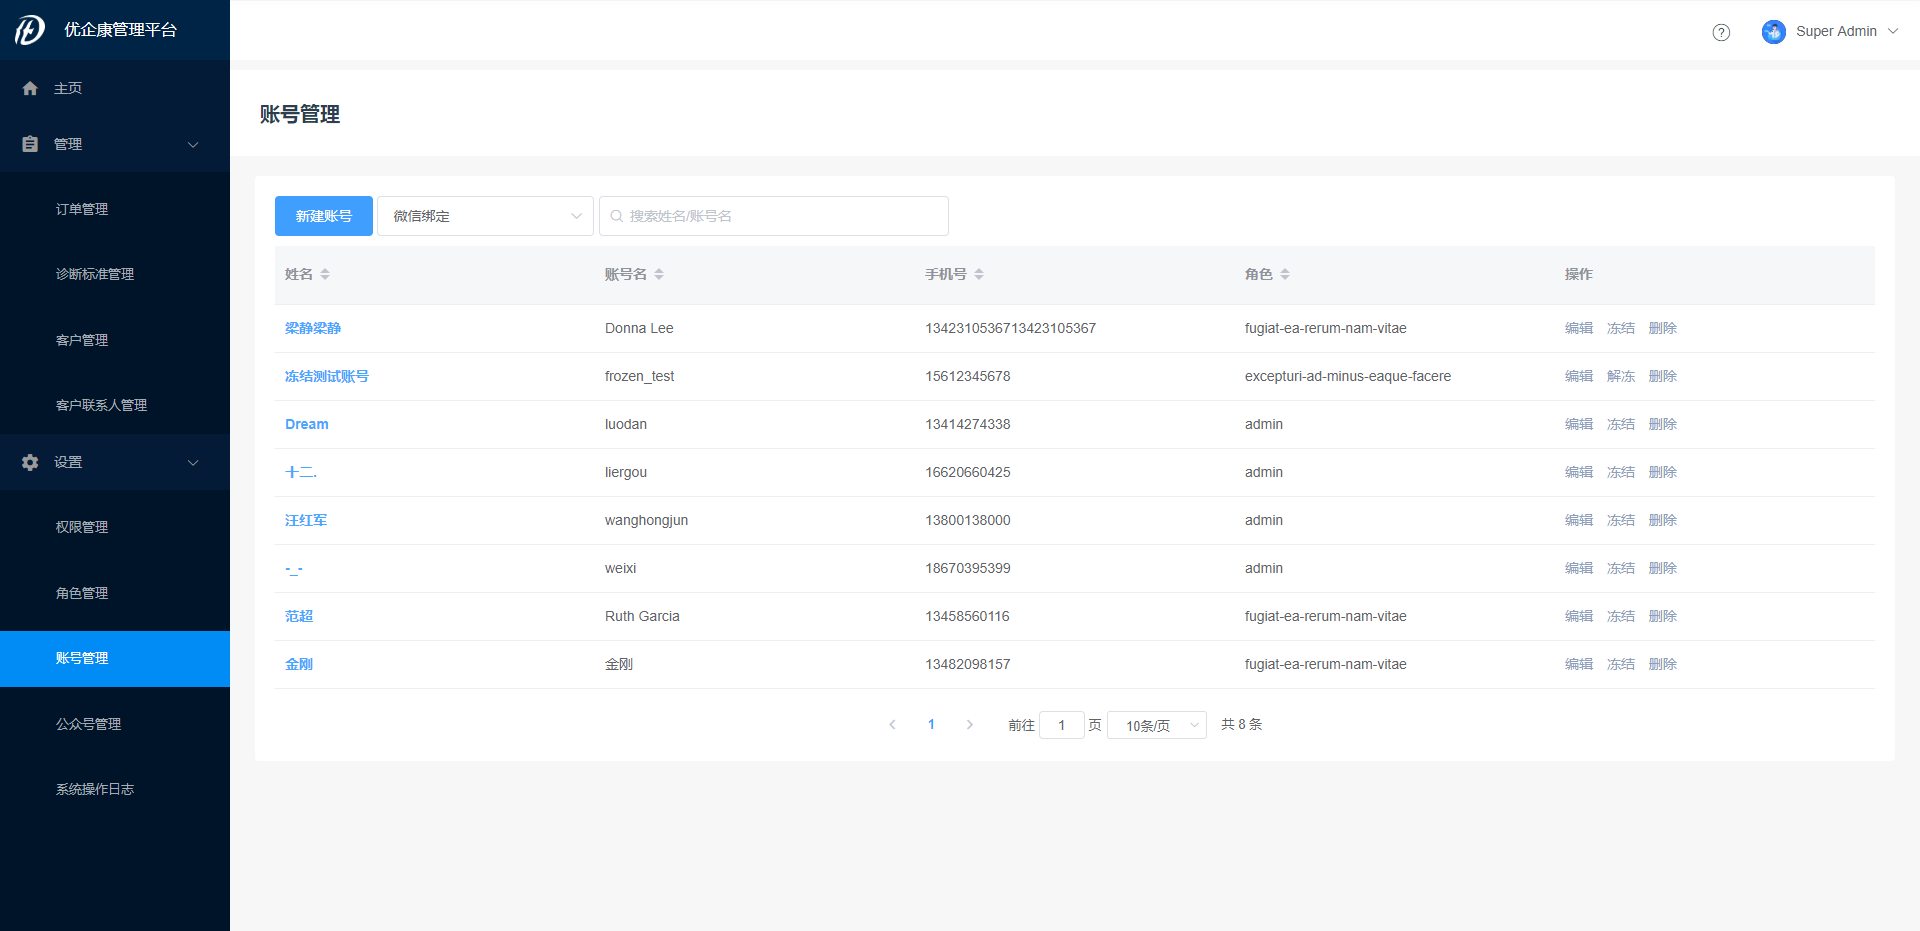 优企康管理平台
Super Admin
主页
管理
订单管理
诊断标准管理
客户管理
客户联系人管理
设置
权限管理
角色管理
账号管理
公众号管理
系统操作日志
账号管理
新建账号 微信绑定 搜索姓名/账号名
姓名 账号名 手机号 角色 操作
梁静梁静 Donna Lee 1342310536713423105367 fugiat-ea-rerum-nam-vitae 编辑 冻结 删除
冻结测试账号 frozen_test 15612345678 excepturi-ad-minus-eaque-facere 编辑 解冻 删除
Dream luodan 13414274338 admin 编辑 冻结 删除
十二. liergou 16620660425 admin 编辑 冻结 删除
汪红军 wanghongjun 13800138000 admin 编辑 冻结 删除
-_- weixi 18670395399 admin 编辑 冻结 删除
范超 Ruth Garcia 13458560116 fugiat-ea-rerum-nam-vitae 编辑 冻结 删除
金刚 金刚 13482098157 fugiat-ea-rerum-nam-vitae 编辑 冻结 删除
1 前往 1 页 10条/页 共 8 条